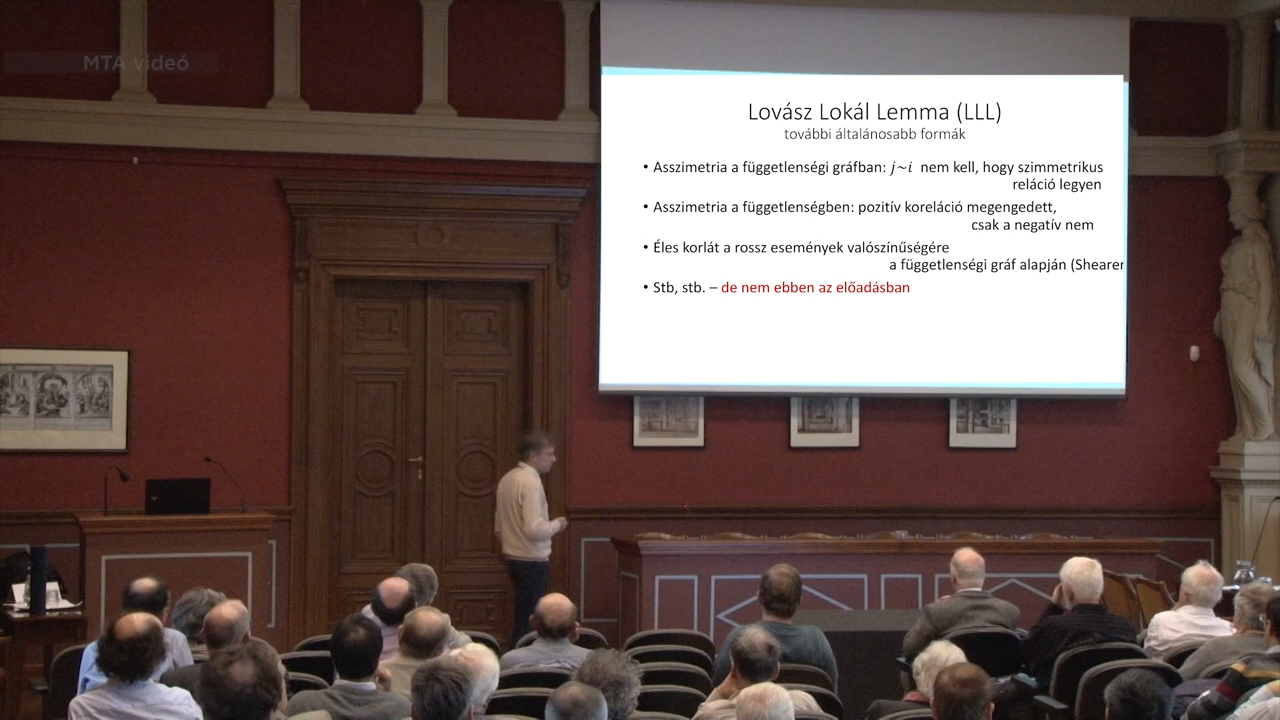 MTA videó
Lovász Lokál Lemma (LLL)
további általánosabb formák
• Asszimetria a függetlenségi gráfban: j~i nem kell, hogy szimmetrikus
reláció legyen
• Asszimetria a függetlenségben: pozitív koreláció megengedett,
csak a negatív nem
• Éles korlát a rossz események valószínűségére
a függetlenségi gráf alapján (Shearer
• Stb, stb. – de nem ebben az előadásban